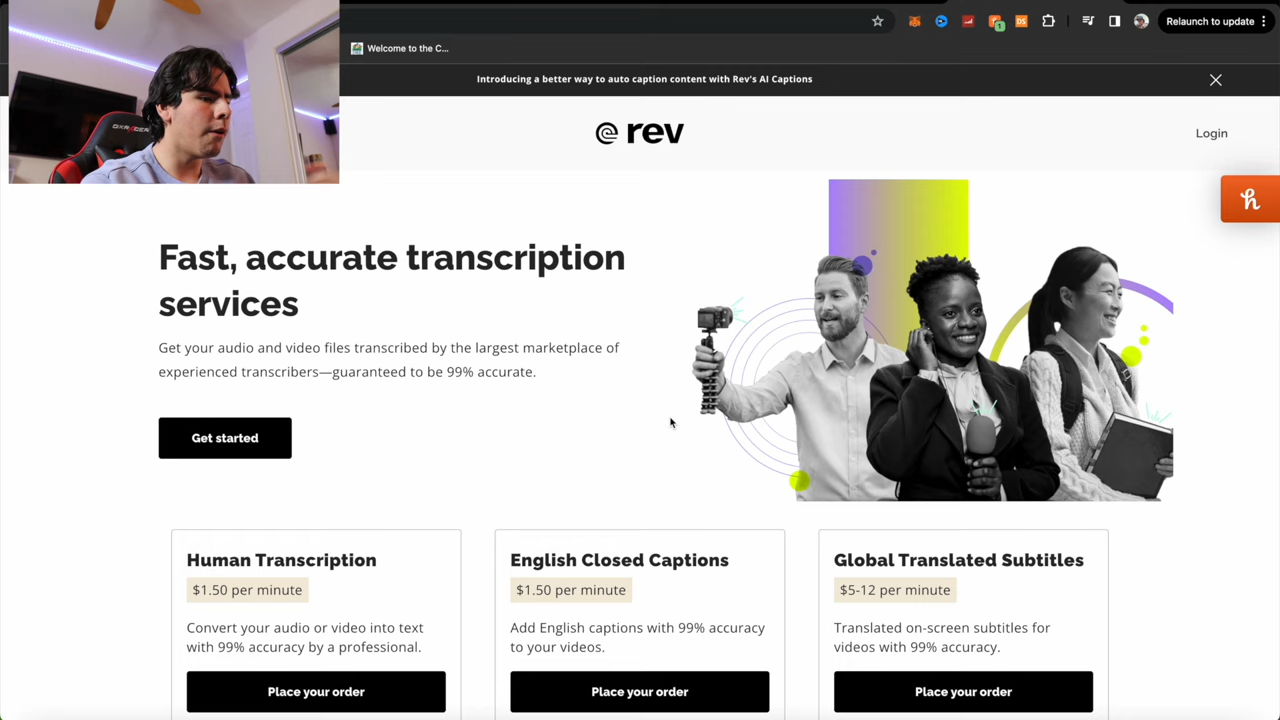 Relaunch to update
Welcome to the C...
Introducing a better way to auto caption content with Rev's AI Captions
DXRACER
rev
Login
h
Fast, accurate transcription
services
Get your audio and video files transcribed by the largest marketplace of
experienced transcribers—guaranteed to be 99% accurate.
Get started
Human Transcription
$1.50 per minute
Convert your audio or video into text
with 99% accuracy by a professional.
Place your order
English Closed Captions
$1.50 per minute
Add English captions with 99% accuracy
to your videos.
Place your order
Global Translated Subtitles
$5-12 per minute
Translated on-screen subtitles for
videos with 99% accuracy.
Place your order